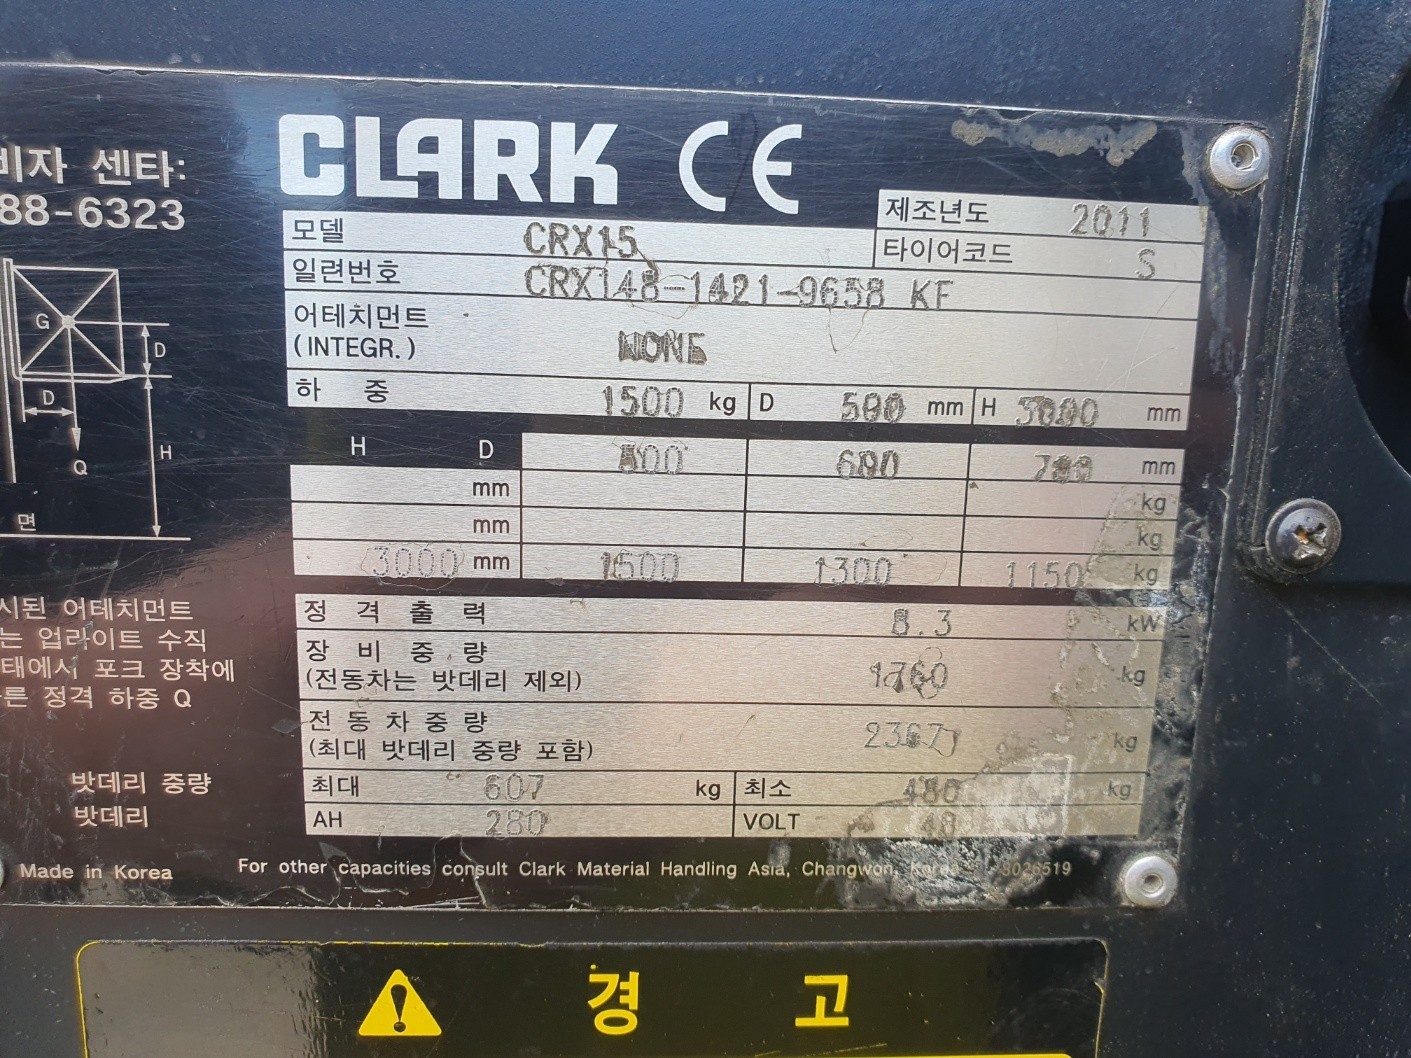 CLARK CE
비자 센타:
88-6323
제조년도 2011
모델 CRX15
타이어코드 S
일련번호 CRX148-1421-9658 KF
어테치먼트
(INTEGR.) NONE
하 중 1500 kg D 500 mm H 3000 mm
H D 500 600 700 mm
mm kg
mm kg
3000 mm 1500 1300 1150 kg
G
D
D
H
Q
면
정 격 출 력 8.3 kW
장 비 중 량
(전동차는 밧데리 제외) 1760 kg
전 동 차 중 량
(최대 밧데리 중량 포함) 2367 kg
시된 어테치먼트
는 업라이트 수직
태에서 포크 장착에
른 정격 하중 Q
밧데리 중량 최대 607 kg 최소 480 kg
밧데리 AH 280 VOLT 48
Made in Korea
For other capacities consult Clark Material Handling Asia, Changwon, Korea 8026519
경 고